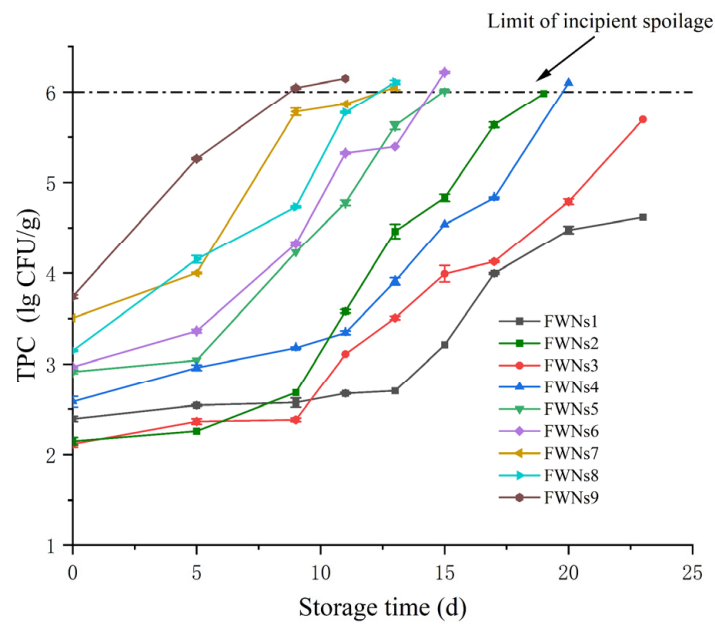 Limit of incipient spoilage
6
5
4
3
2
1
TPC (lg CFU/g)
FWNs1
FWNs2
FWNs3
FWNs4
FWNs5
FWNs6
FWNs7
FWNs8
FWNs9
0 5 10 15 20 25
Storage time (d)